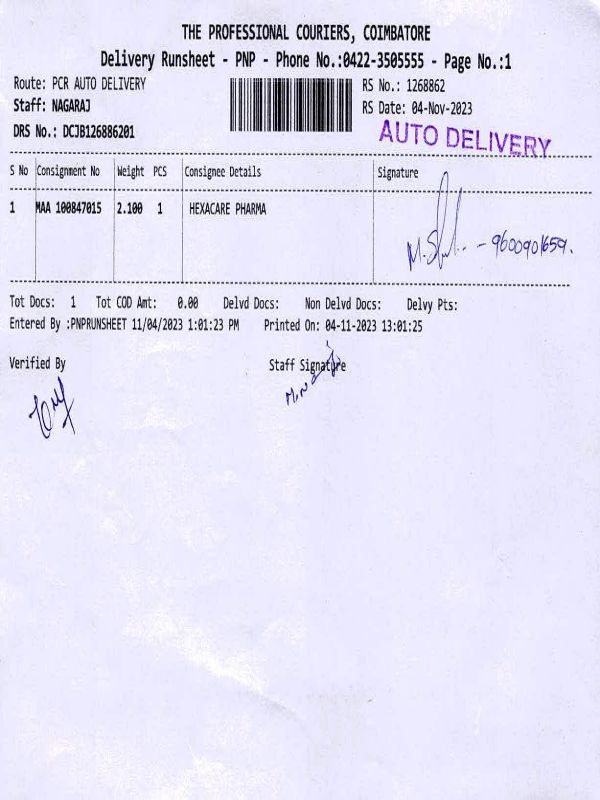 THE PROFESSIONAL COURIERS, COIMBATORE
Delivery Runsheet - PNP - Phone No.:0422-3505555 - Page No.:1
Route: PCR AUTO DELIVERY RS No.: 1268862
Staff: NAGARAJ RS Date: 04-Nov-2023
DRS No.: DCJB126886201 AUTO DELIVERY
S No Consignment No Weight PCS Consignee Details Signature
1 MAA 100847015 2.100 1 HEXACARE PHARMA
- 9600901659.
Tot Docs: 1 Tot COD Amt: 0.00 Delvd Docs: Non Delvd Docs: Delvy Pts:
Entered By :PNPRUNSHEET 11/04/2023 1:01:23 PM Printed On: 04-11-2023 13:01:25
Verified By Staff Signature